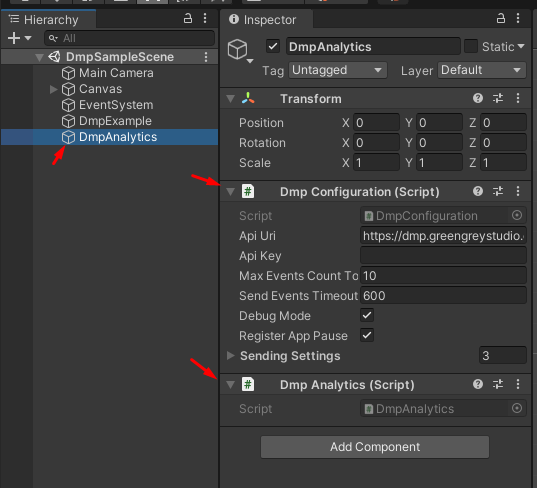 Hierarchy
All
DmpSampleScene
Main Camera
Canvas
EventSystem
DmpExample
DmpAnalytics
Inspector
DmpAnalytics
Static
Tag Untagged Layer Default
Transform
Position X 0 Y 0 Z 0
Rotation X 0 Y 0 Z 0
Scale X 1 Y 1 Z 1
# Dmp Configuration (Script)
Script # DmpConfiguration
Api Uri https://dmp.greengreystudio.
Api Key
Max Events Count To 10
Send Events Timeout 600
Debug Mode
Register App Pause
Sending Settings 3
# Dmp Analytics (Script)
Script # DmpAnalytics
Add Component